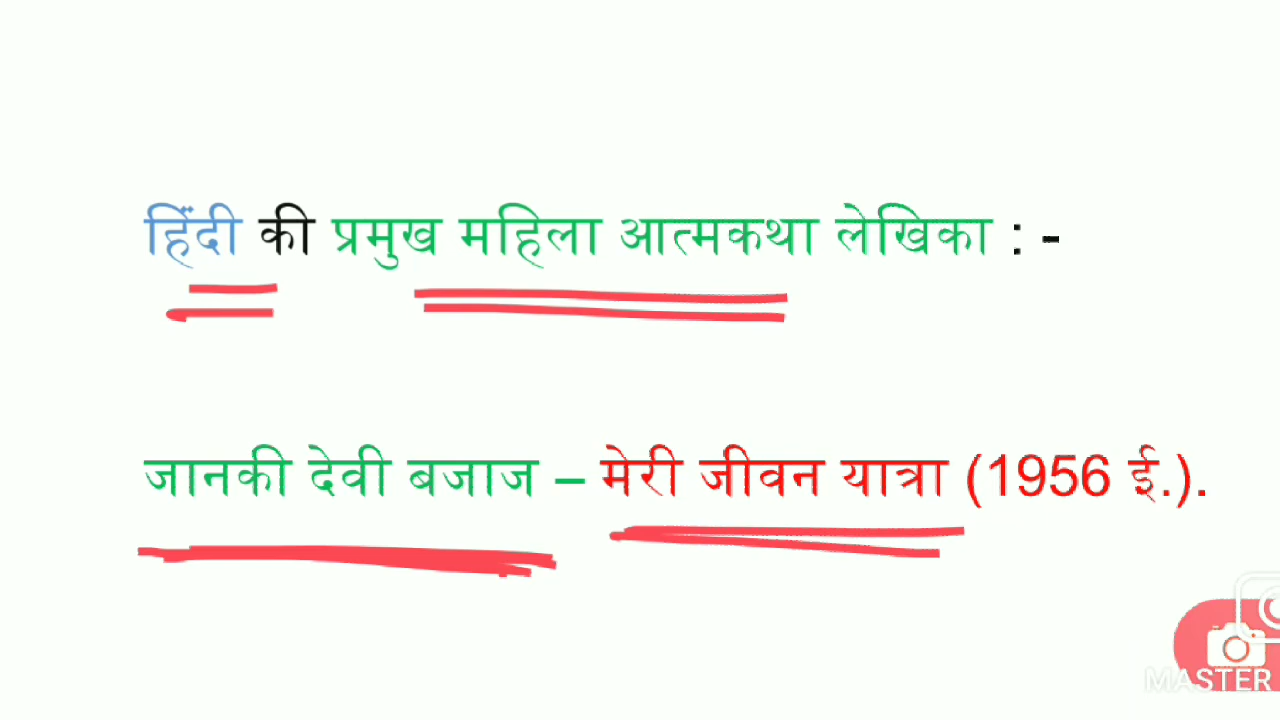 हिंदी की प्रमुख महिला आत्मकथा लेखिका : -
जानकी देवी बजाज – मेरी जीवन यात्रा (1956 ई.).
MASTER